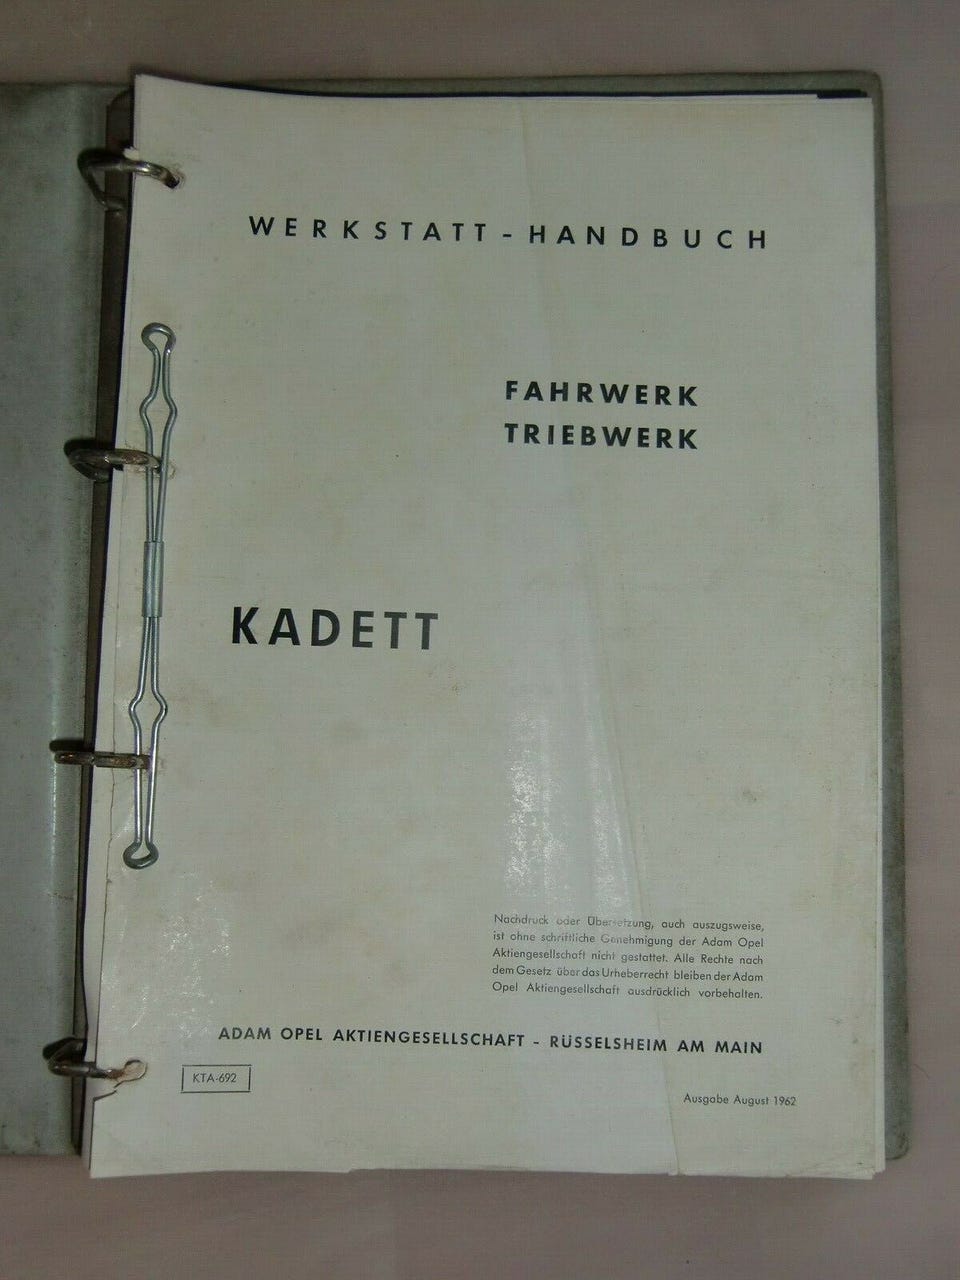 WERKSTATT-HANDBUCH
FAHRWERK
TRIEBWERK
KADETT
Nachdruck oder Übersetzung, auch auszugsweise,
ist ohne schriftliche Genehmigung der Adam Opel
Aktiengesellschaft nicht gestattet. Alle Rechte nach
dem Gesetz über das Urheberrecht bleiben der Adam
Opel Aktiengesellschaft ausdrücklich vorbehalten.
ADAM OPEL AKTIENGESELLSCHAFT - RÜSSELSHEIM AM MAIN
KTA-692
Ausgabe August 1962